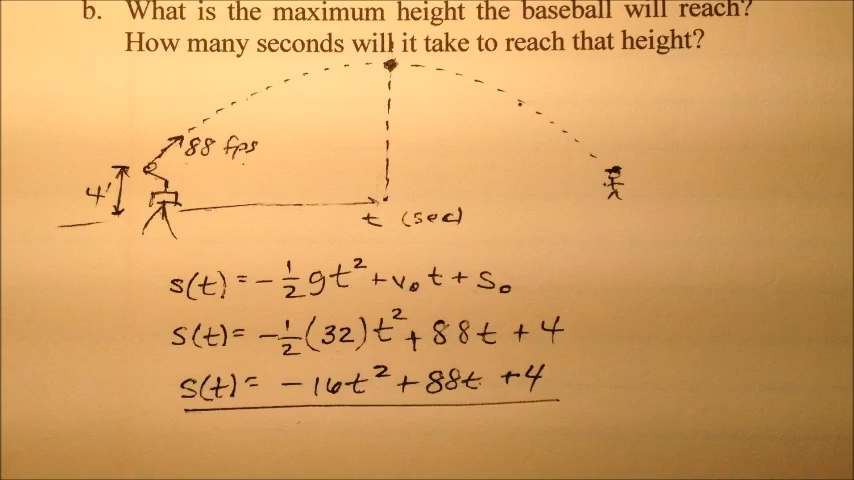 b. What is the maximum height the baseball will reach?
How many seconds will it take to reach that height?
88 fps
4'
t (sec)
s(t) = -1/2gt²+v₀t+S₀
s(t) = -1/2(32)t²+88t+4
s(t) = -16t²+88t+4